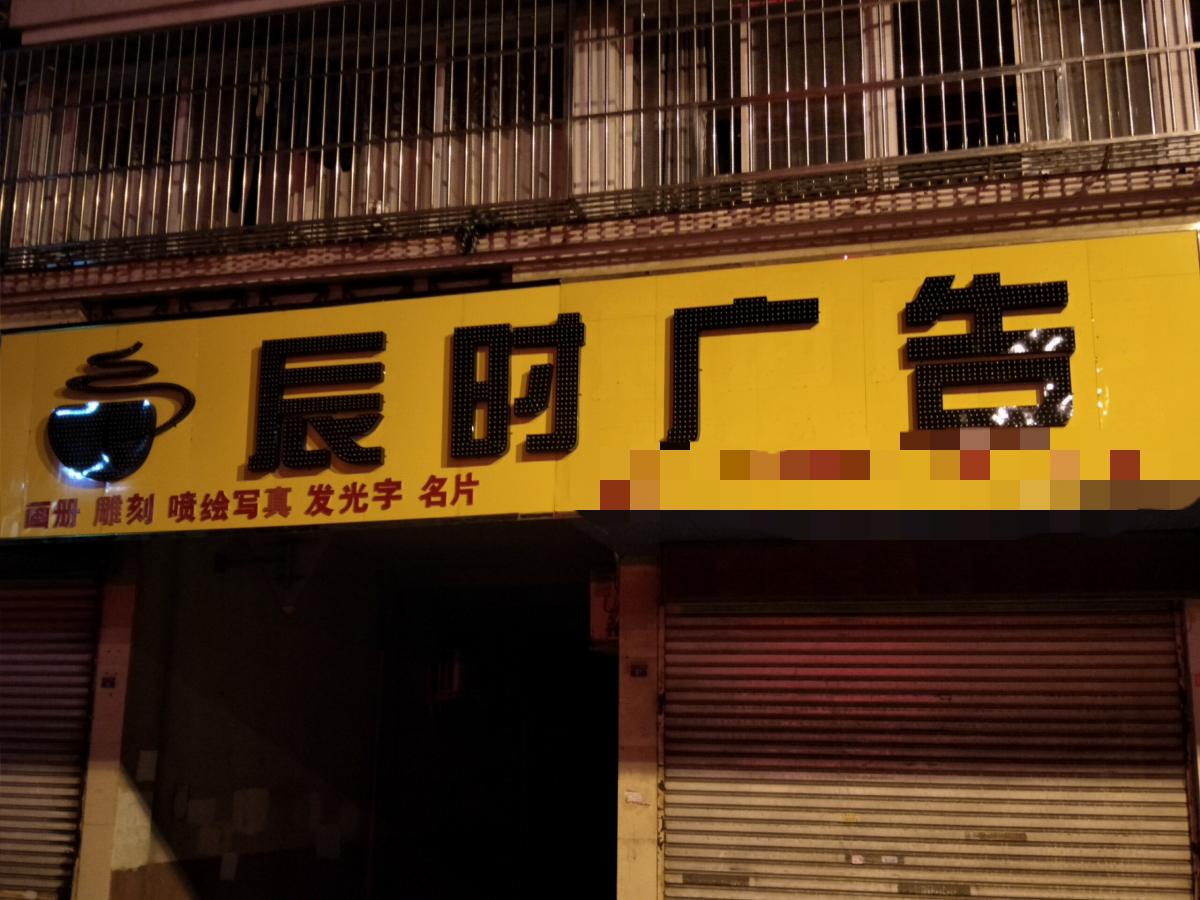 辰时广告
画册 雕刻 喷绘写真 发光字 名片